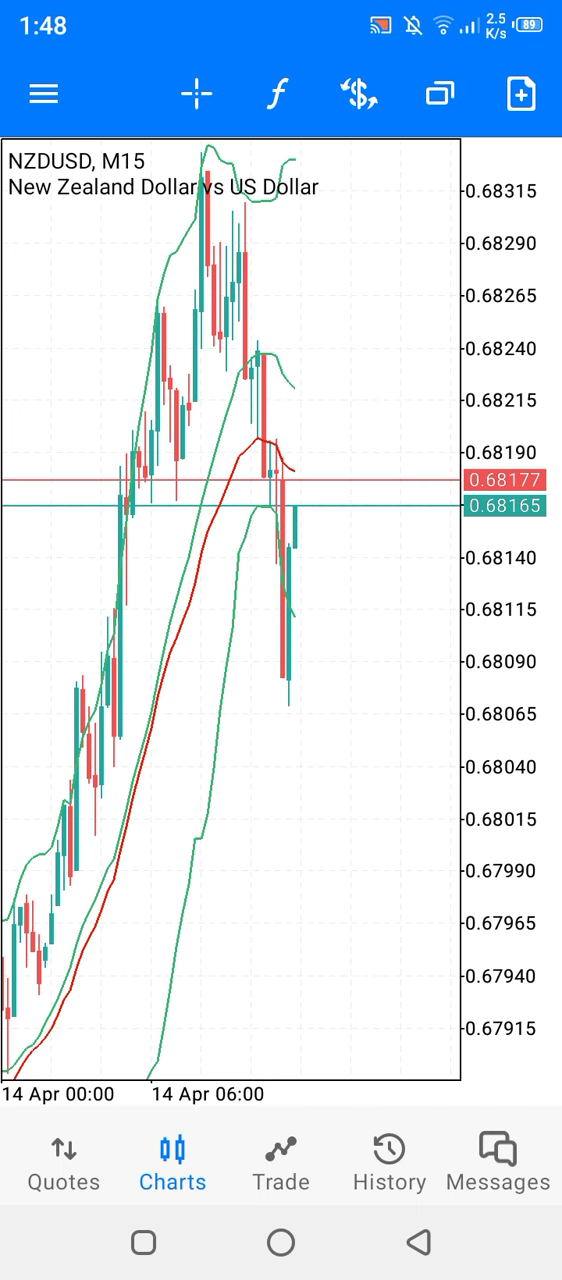 1:48
2.5
K/s
89
NZDUSD, M15
New Zealand Dollar vs US Dollar
0.68315
0.68290
0.68265
0.68240
0.68215
0.68190
0.68177
0.68165
0.68140
0.68115
0.68090
0.68065
0.68040
0.68015
0.67990
0.67965
0.67940
0.67915
14 Apr 00:00
14 Apr 06:00
Quotes
Charts
Trade
History
Messages